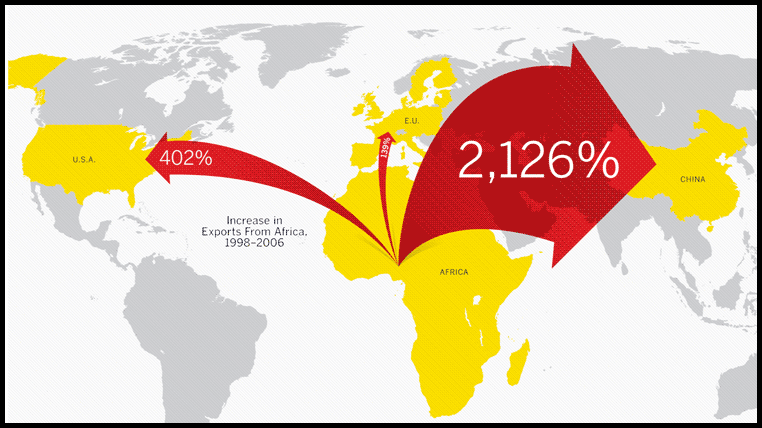 E.U.
139%
2,126%
U.S.A.
402%
CHINA
Increase in
Exports From Africa,
1998–2006
AFRICA